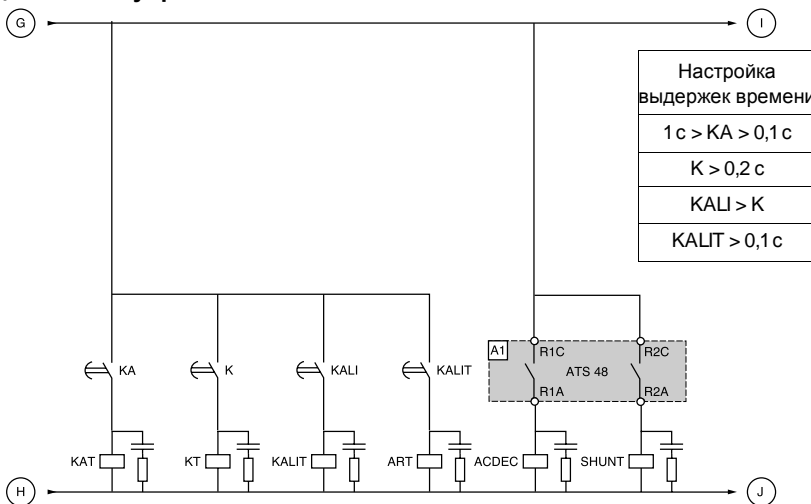 G
I
Настройка
выдержек времени
1 c > KA > 0,1 c
K > 0,2 c
KALI > K
KALIT > 0,1 c
A1
R1C
R2C
KA
K
KALI
KALIT
ATS 48
R1A
R2A
KAT
KT
KALIT
ART
ACDEC
SHUNT
H
J